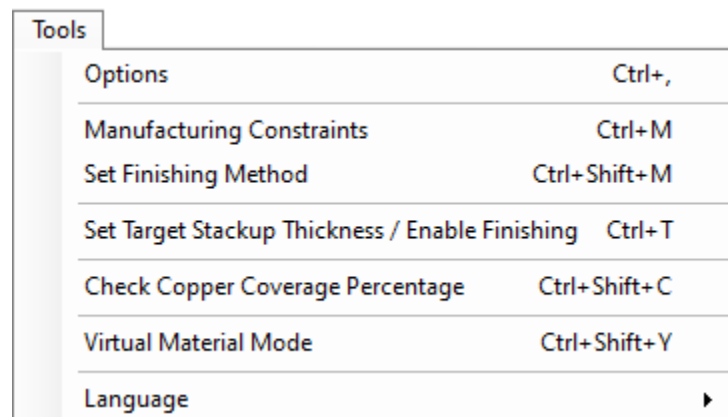 Tools
Options Ctrl+,
Manufacturing Constraints Ctrl+M
Set Finishing Method Ctrl+Shift+M
Set Target Stackup Thickness / Enable Finishing Ctrl+T
Check Copper Coverage Percentage Ctrl+Shift+C
Virtual Material Mode Ctrl+Shift+Y
Language